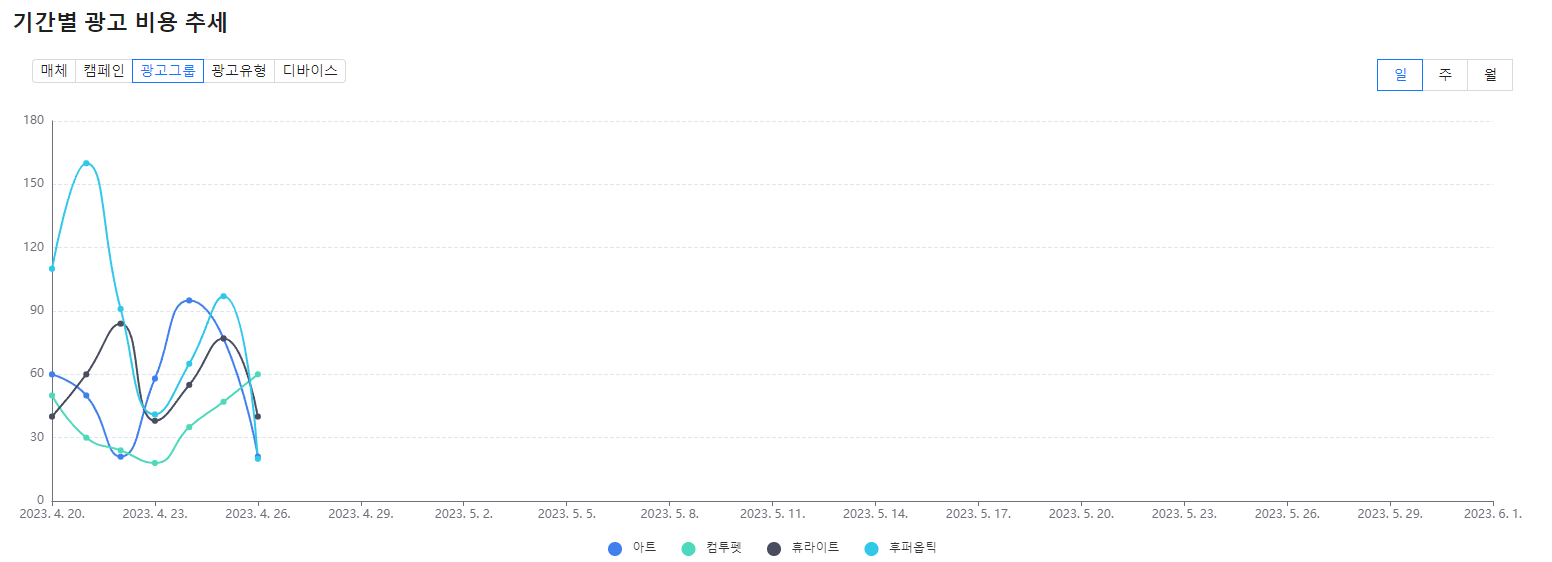 기간별 광고 비용 추세
매체 캠페인 광고그룹 광고유형 디바이스
일 주 월
180
150
120
90
60
30
0
2023. 4. 20. 2023. 4. 23. 2023. 4. 26. 2023. 4. 29. 2023. 5. 2. 2023. 5. 5. 2023. 5. 8. 2023. 5. 11. 2023. 5. 14. 2023. 5. 17. 2023. 5. 20. 2023. 5. 23. 2023. 5. 26. 2023. 5. 29. 2023. 6. 1.
아트 컴투펫 휴라이트 후퍼옵틱